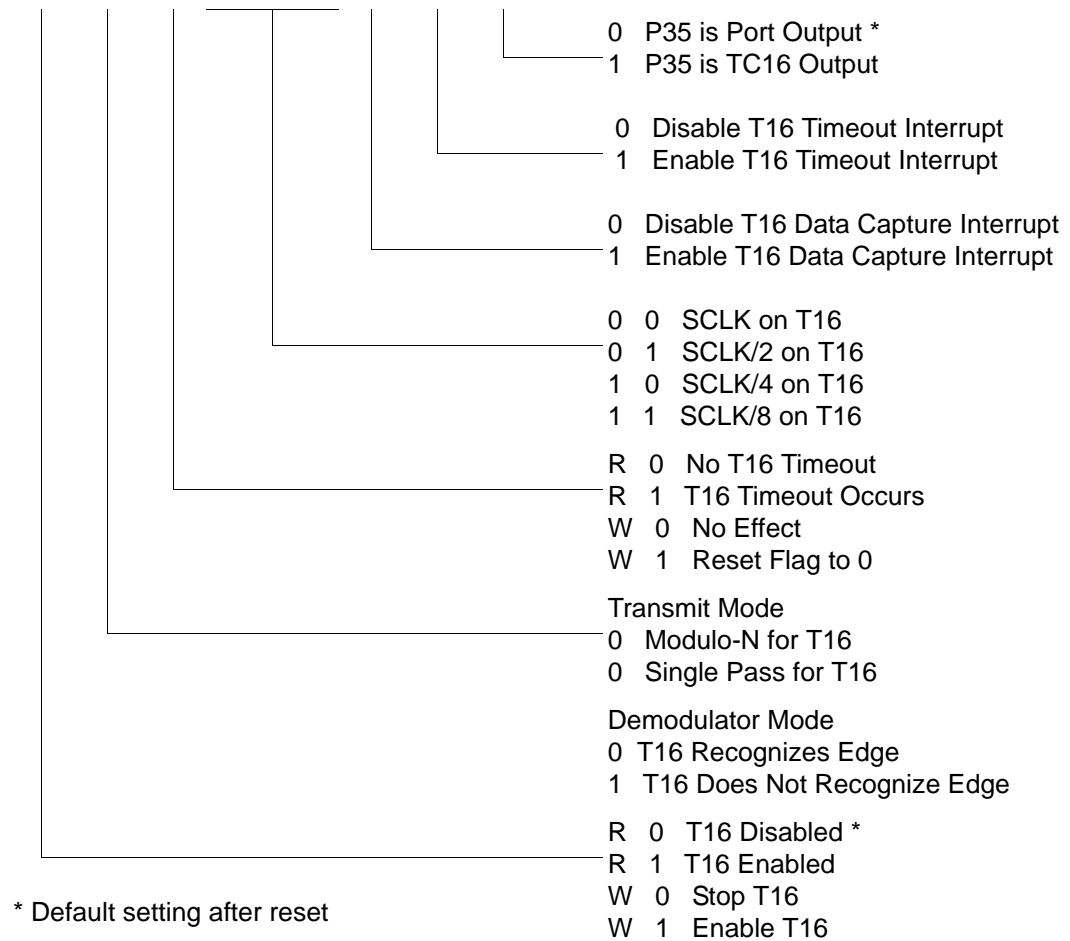 0 P35 is Port Output *
1 P35 is TC16 Output
0 Disable T16 Timeout Interrupt
1 Enable T16 Timeout Interrupt
0 Disable T16 Data Capture Interrupt
1 Enable T16 Data Capture Interrupt
0 0 SCLK on T16
0 1 SCLK/2 on T16
1 0 SCLK/4 on T16
1 1 SCLK/8 on T16
R 0 No T16 Timeout
R 1 T16 Timeout Occurs
W 0 No Effect
W 1 Reset Flag to 0
Transmit Mode
0 Modulo-N for T16
0 Single Pass for T16
Demodulator Mode
0 T16 Recognizes Edge
1 T16 Does Not Recognize Edge
R 0 T16 Disabled *
R 1 T16 Enabled
W 0 Stop T16
W 1 Enable T16
* Default setting after reset